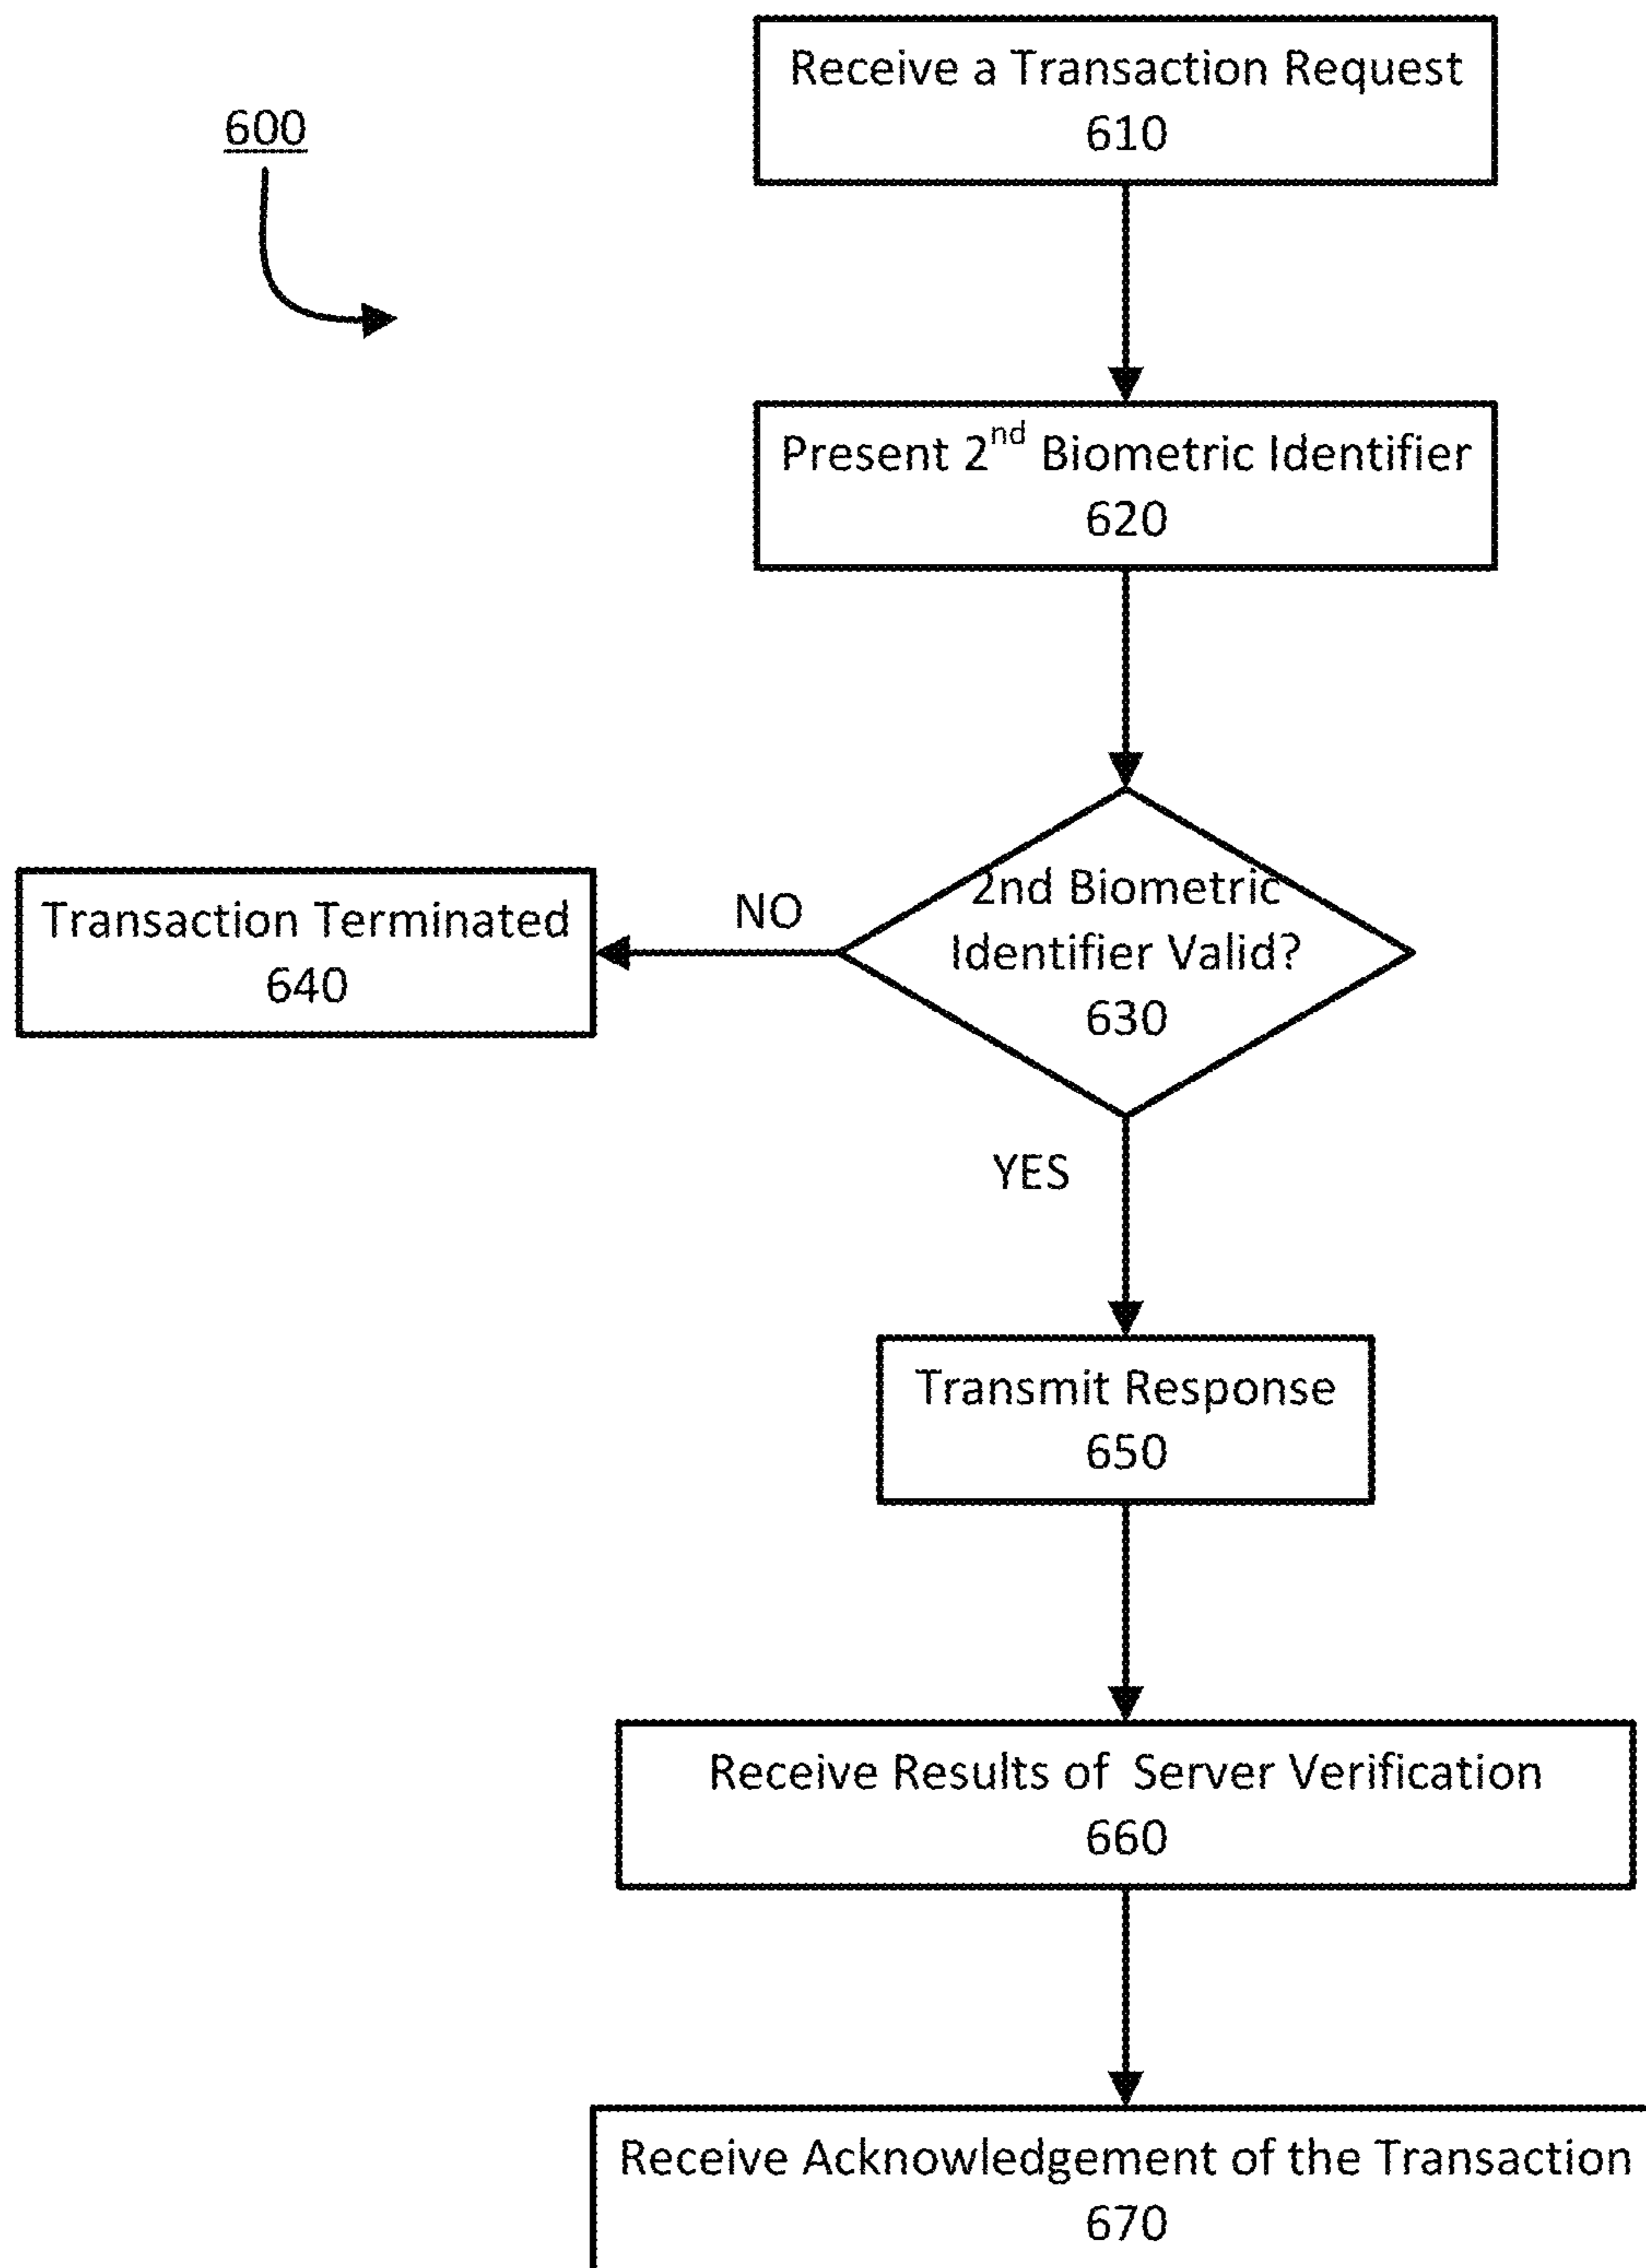 Receive a Transaction Request
610
600
Present 2nd Biometric Identifier
620
2nd Biometric
Identifier Valid?
630
NO
Transaction Terminated
640
YES
Transmit Response
650
Receive Results of Server Verification
660
Receive Acknowledgement of the Transaction
670